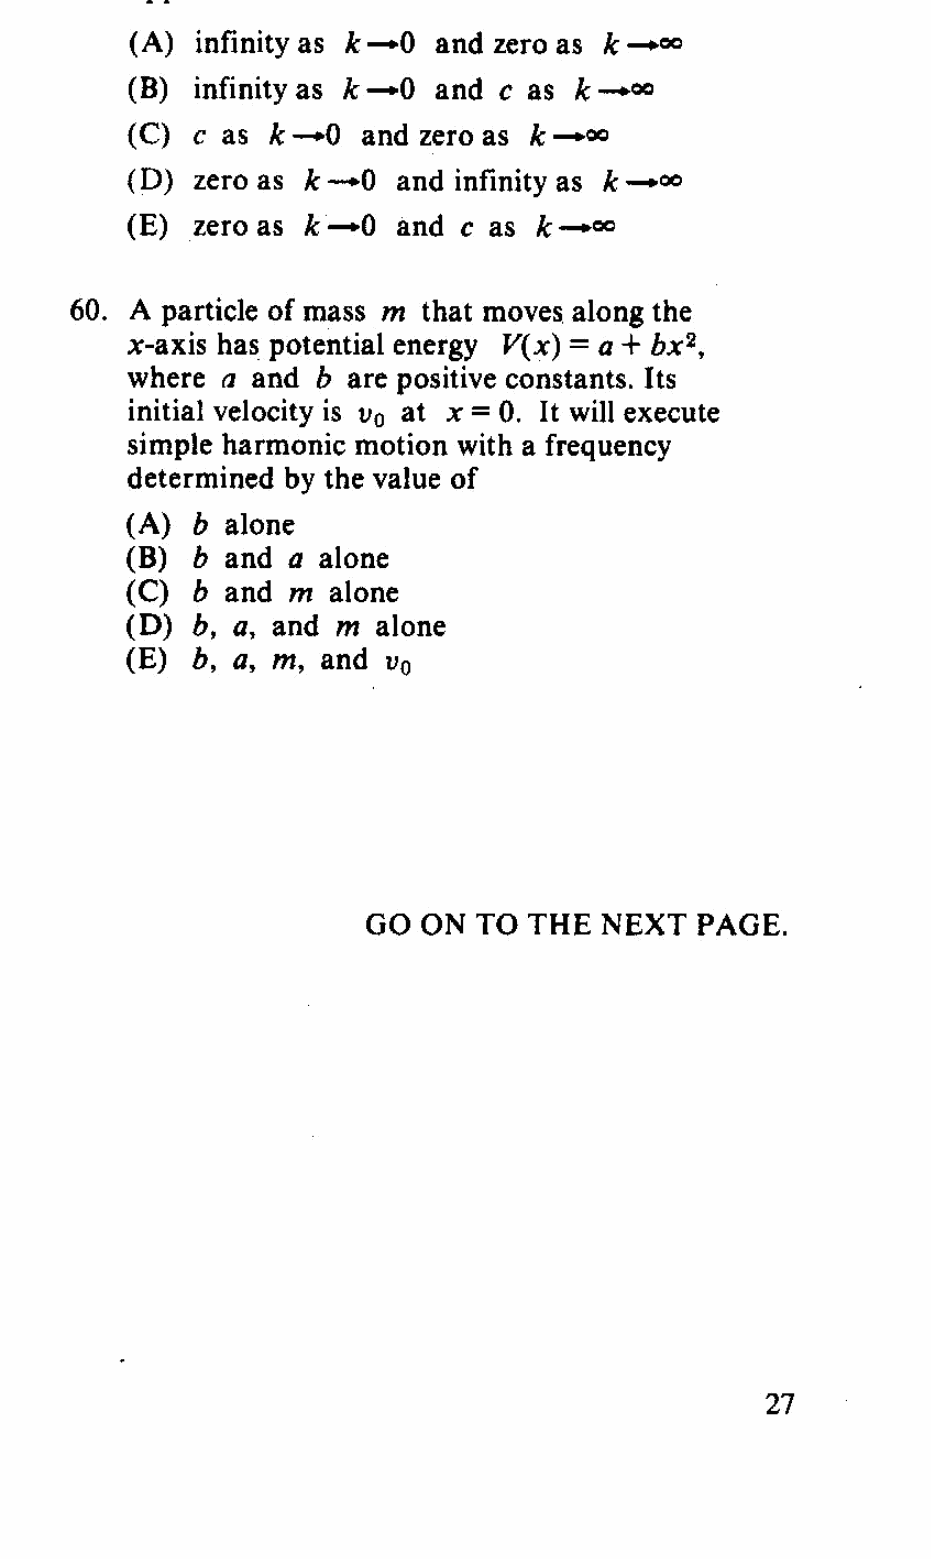 (A) infinity as k→0 and zero as k→∞
(B) infinity as k→0 and c as k→∞
(C) c as k→0 and zero as k→∞
(D) zero as k→0 and infinity as k→∞
(E) zero as k→0 and c as k→∞
60. A particle of mass m that moves along the
x-axis has potential energy V(x) = a + bx²,
where a and b are positive constants. Its
initial velocity is v₀ at x = 0. It will execute
simple harmonic motion with a frequency
determined by the value of
(A) b alone
(B) b and a alone
(C) b and m alone
(D) b, a, and m alone
(E) b, a, m, and v₀
GO ON TO THE NEXT PAGE.
27